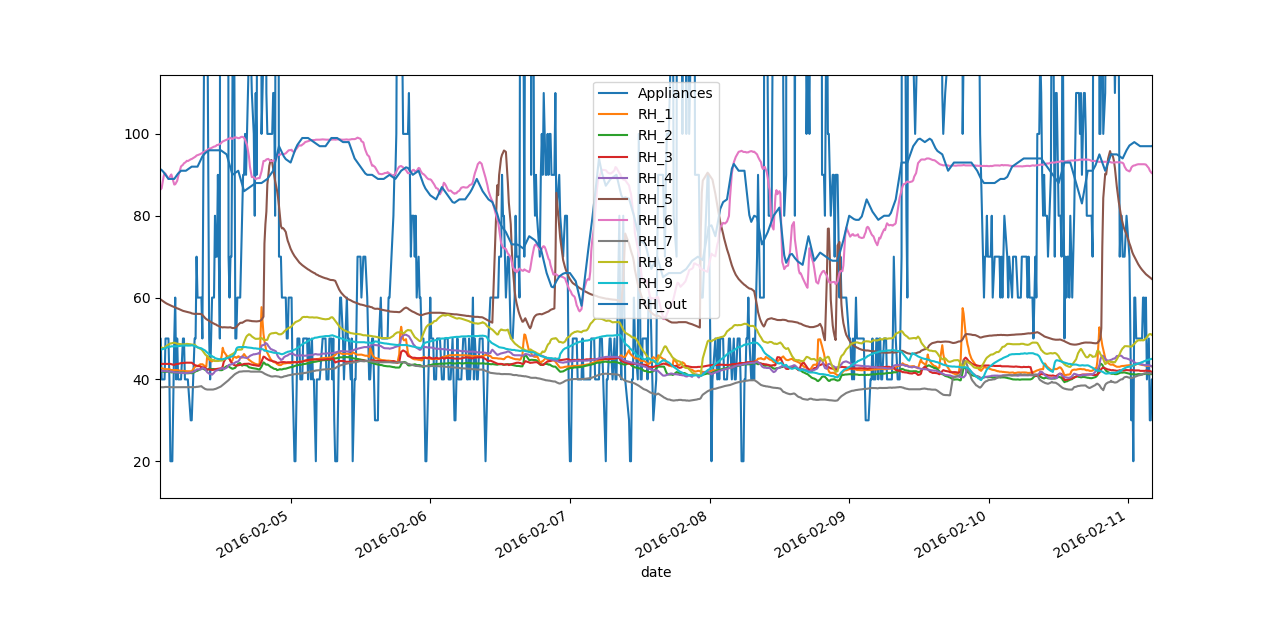 Appliances
RH_1
RH_2
RH_3
RH_4
RH_5
RH_6
RH_7
RH_8
RH_9
RH_out
100
80
60
40
20
2016-02-05
2016-02-06
2016-02-07
2016-02-08
2016-02-09
2016-02-10
2016-02-11
date